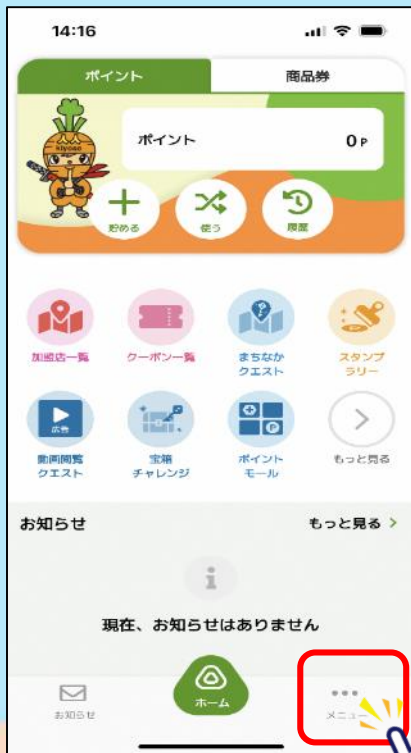 14:16
ポイント
商品券
kiyose
ポイント
0 P
貯める
使う
履歴
加盟店一覧
クーポン一覧
まちなか
クエスト
スタンプ
ラリー
広告
動画閲覧
クエスト
宝箱
チャレンジ
P
ポイント
モール
もっと見る
お知らせ
もっと見る >
i
現在、お知らせはありません
お知らせ
ホーム
メニュー